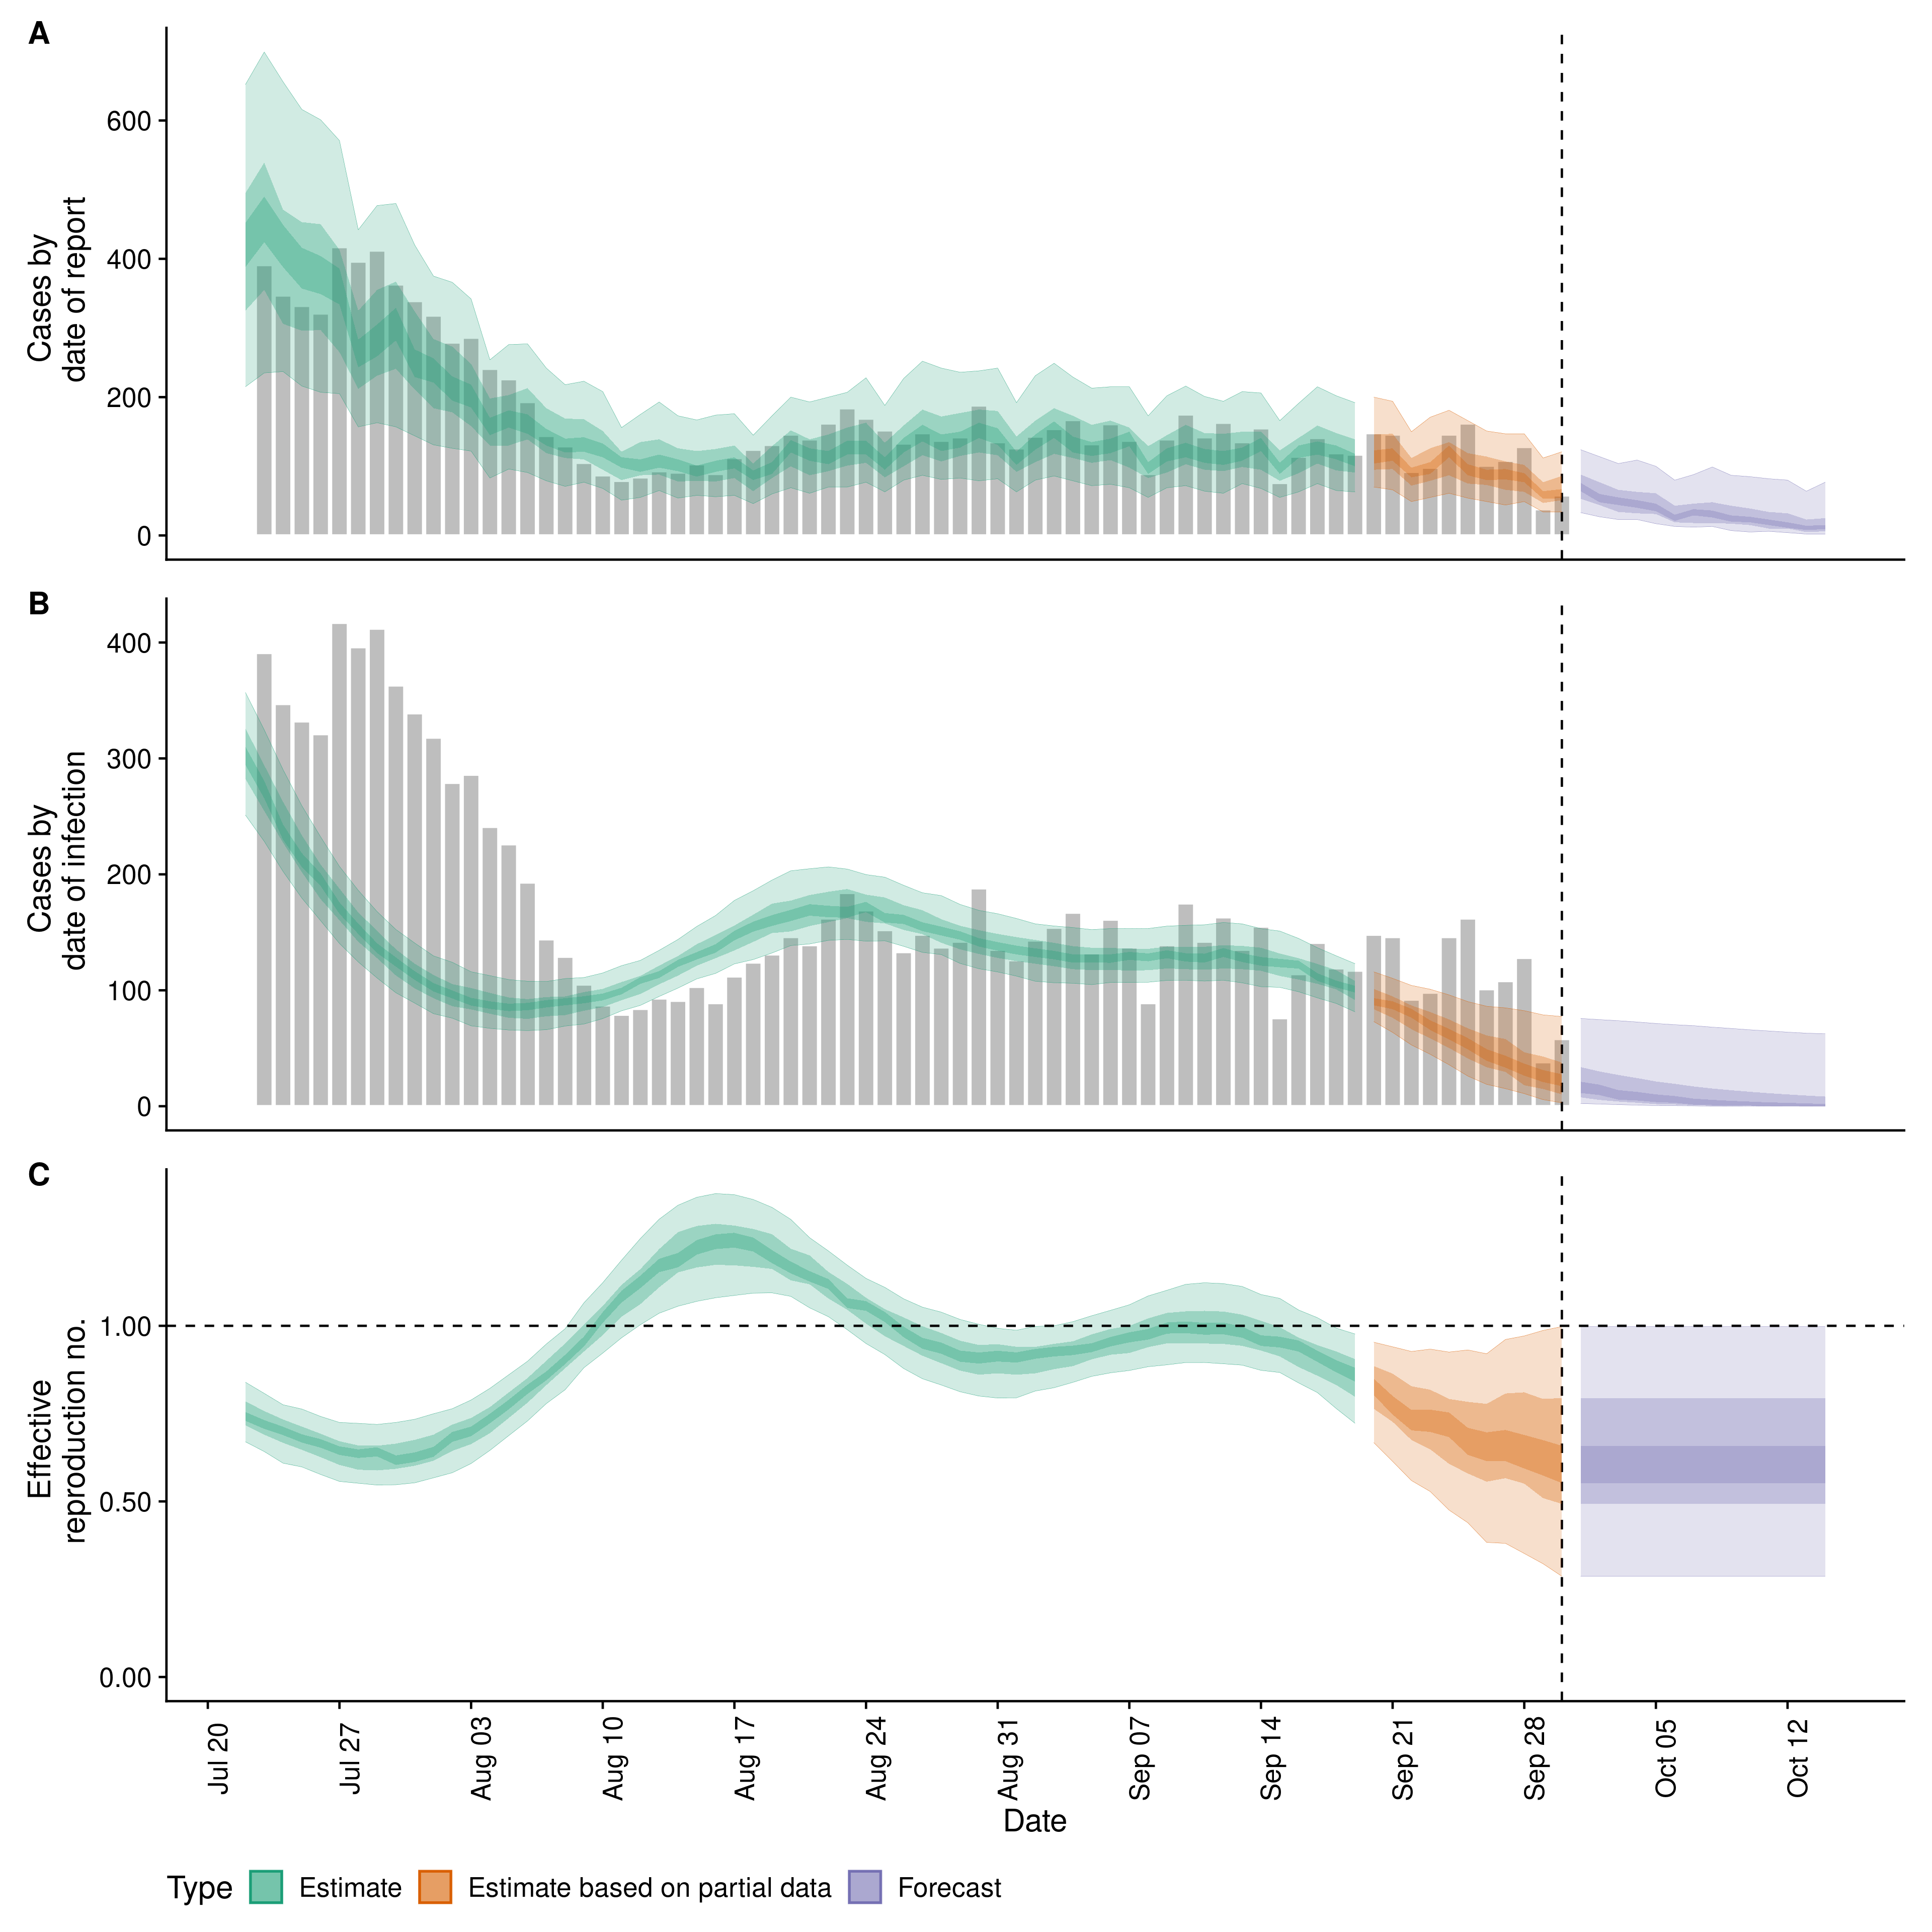 A
600
400
200
0
Cases by
date of report
B
400
300
200
100
0
Cases by
date of infection
C
1.00
0.50
0.00
Effective
reproduction no.
Jul 20
Jul 27
Aug 03
Aug 10
Aug 17
Aug 24
Aug 31
Sep 07
Sep 14
Sep 21
Sep 28
Oct 05
Oct 12
Date
Type Estimate Estimate based on partial data Forecast